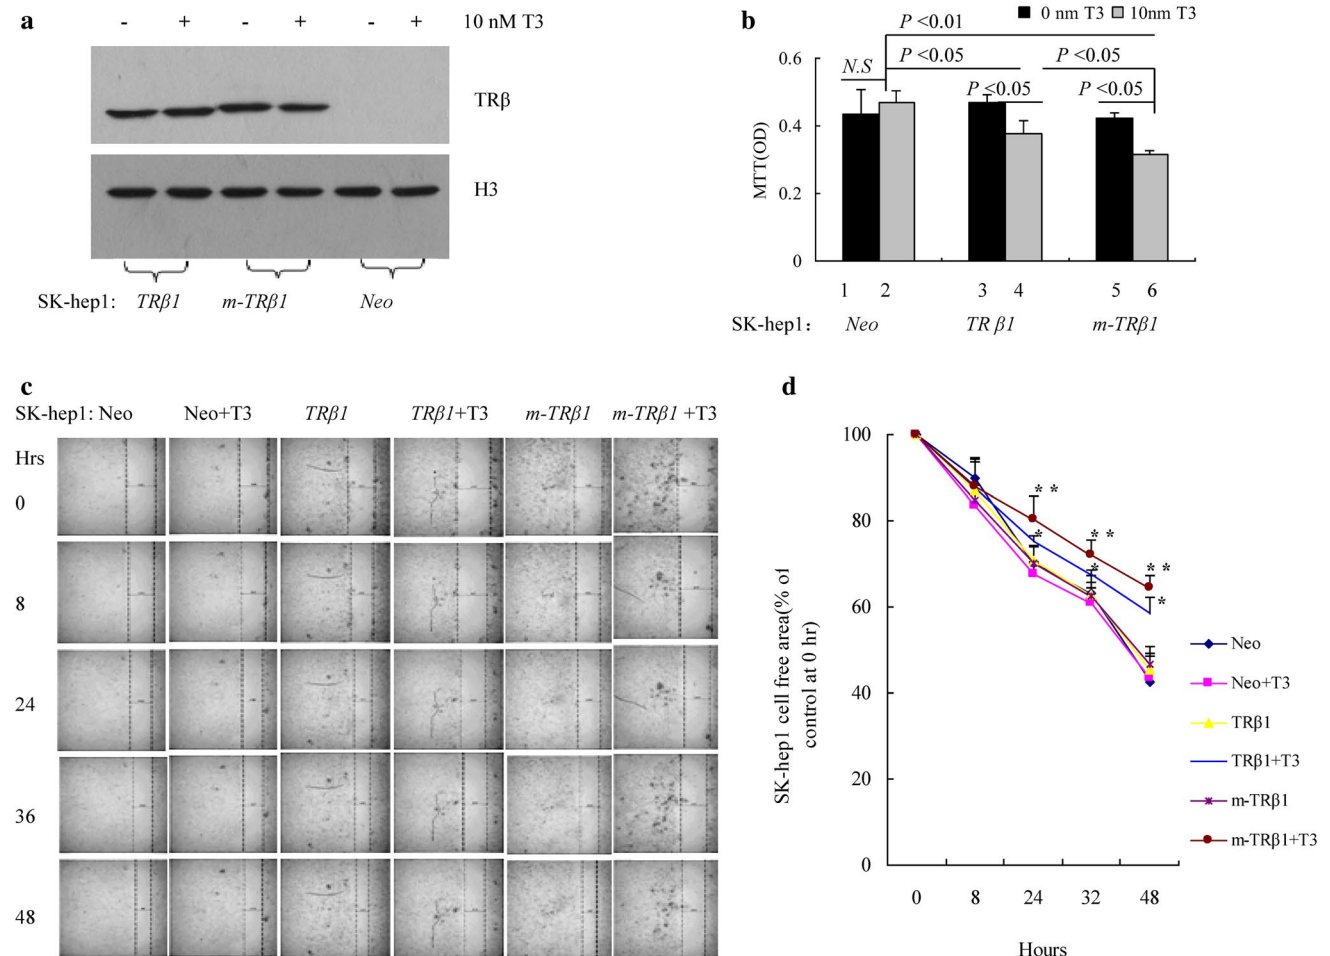 a
- + - + - + 10 nM T3
TRβ
H3
SK-hep1: TRβ1 m-TRβ1 Neo
b
0 nm T3 10nm T3
P <0.01
P <0.05 P <0.05
N.S
P <0.05 P <0.05
MTT(OD)
0.6
0.4
0.2
0
1 2 3 4 5 6
SK-hep1: Neo TR β1 m-TRβ1
c
SK-hep1: Neo Neo+T3 TRβ1 TRβ1+T3 m-TRβ1 m-TRβ1 +T3
Hrs
0
8
24
36
48
d
SK-hep1 cell free area(% of
control at 0 hr)
100
80
60
40
20
0
* *
*
* *
*
* *
*
0 8 24 32 48
Hours
Neo
Neo+T3
TRβ1
TRβ1+T3
m-TRβ1
m-TRβ1+T3